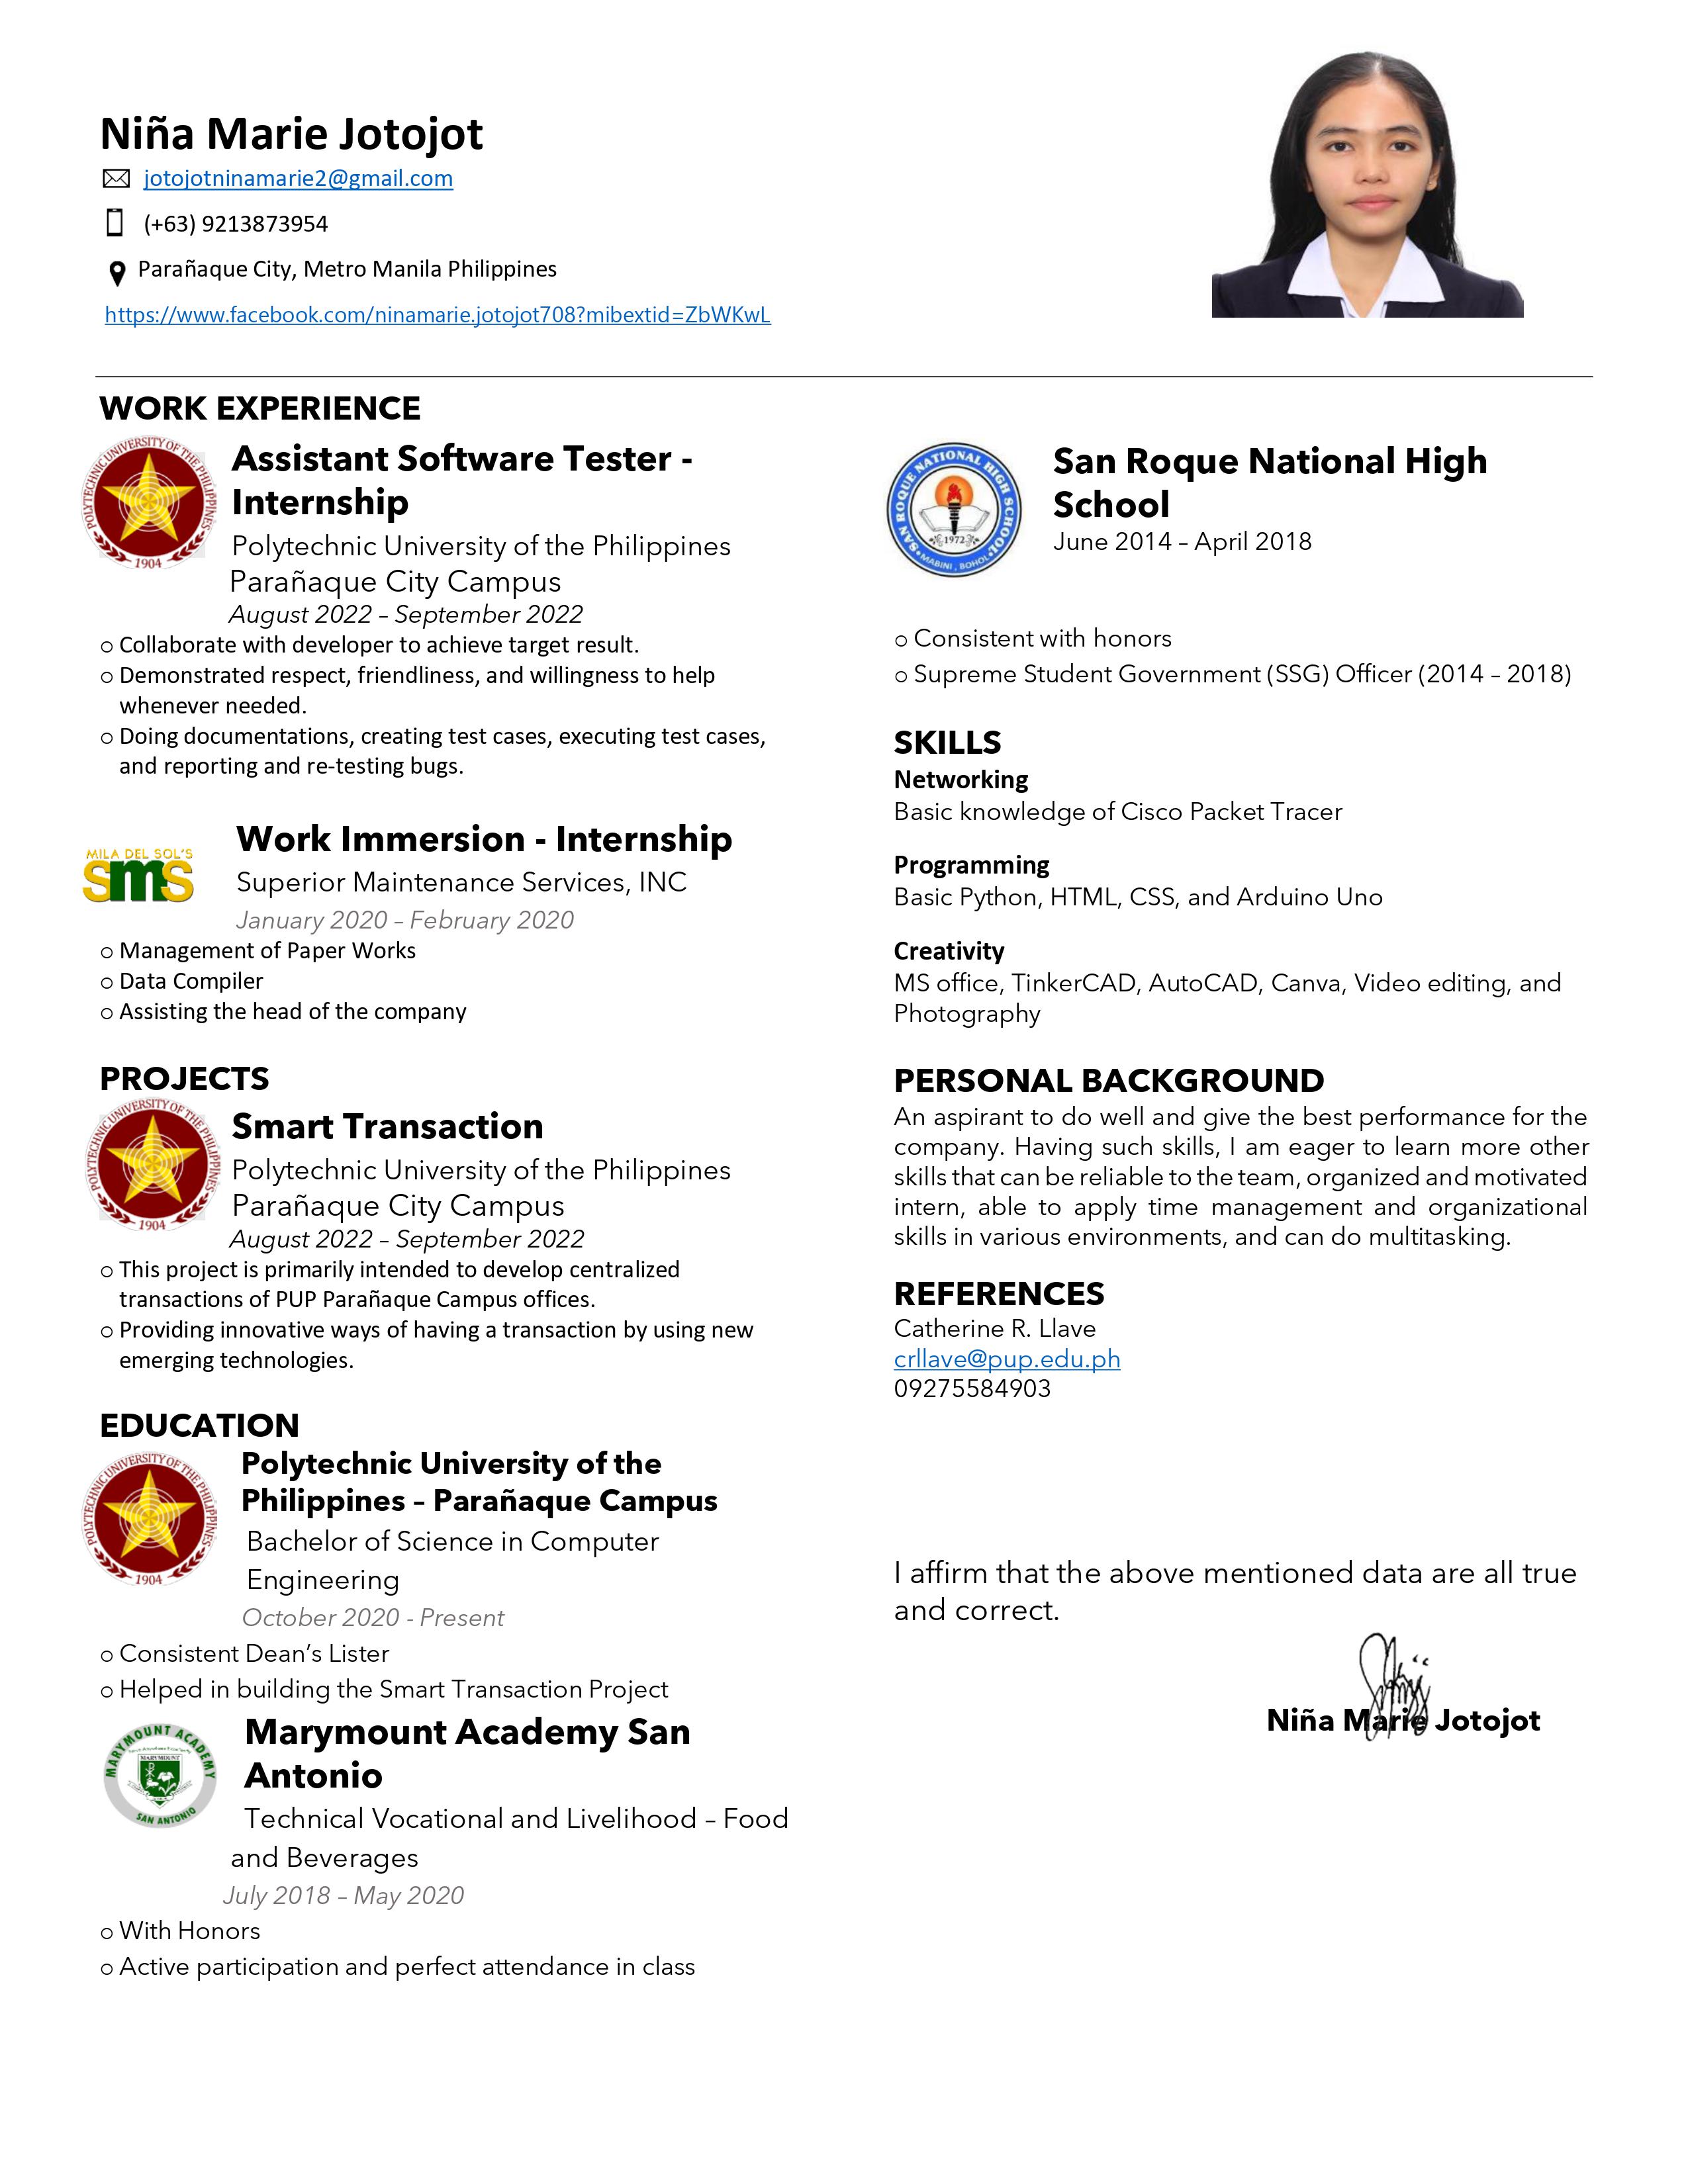 Niña Marie Jotojot
jotojotninamarie2@gmail.com
(+63) 9213873954
Parañaque City, Metro Manila Philippines
https://www.facebook.com/ninamarie.jotojot708?mibextid=ZbWKwL
WORK EXPERIENCE
POLYTECHNIC UNIVERSITY OF THE PHILIPPINES
1904
Assistant Software Tester -
Internship
Polytechnic University of the Philippines
Parañaque City Campus
August 2022 – September 2022
o Collaborate with developer to achieve target result.
o Demonstrated respect, friendliness, and willingness to help
whenever needed.
o Doing documentations, creating test cases, executing test cases,
and reporting and re-testing bugs.
MILA DEL SOL'S
sms
Work Immersion - Internship
Superior Maintenance Services, INC
January 2020 – February 2020
o Management of Paper Works
o Data Compiler
o Assisting the head of the company
PROJECTS
POLYTECHNIC UNIVERSITY OF THE PHILIPPINES
1904
Smart Transaction
Polytechnic University of the Philippines
Parañaque City Campus
August 2022 – September 2022
o This project is primarily intended to develop centralized
transactions of PUP Parañaque Campus offices.
o Providing innovative ways of having a transaction by using new
emerging technologies.
EDUCATION
POLYTECHNIC UNIVERSITY OF THE PHILIPPINES
1904
Polytechnic University of the
Philippines – Parañaque Campus
Bachelor of Science in Computer
Engineering
October 2020 - Present
o Consistent Dean’s Lister
o Helped in building the Smart Transaction Project
MARYMOUNT ACADEMY
MARYMOUNT
SAN ANTONIO
Marymount Academy San
Antonio
Technical Vocational and Livelihood – Food
and Beverages
July 2018 – May 2020
o With Honors
o Active participation and perfect attendance in class
SAN ROQUE NATIONAL HIGH SCHOOL
1972
MABINI, BOHOL
San Roque National High
School
June 2014 – April 2018
o Consistent with honors
o Supreme Student Government (SSG) Officer (2014 – 2018)
SKILLS
Networking
Basic knowledge of Cisco Packet Tracer
Programming
Basic Python, HTML, CSS, and Arduino Uno
Creativity
MS office, TinkerCAD, AutoCAD, Canva, Video editing, and
Photography
PERSONAL BACKGROUND
An aspirant to do well and give the best performance for the
company. Having such skills, I am eager to learn more other
skills that can be reliable to the team, organized and motivated
intern, able to apply time management and organizational
skills in various environments, and can do multitasking.
REFERENCES
Catherine R. Llave
crllave@pup.edu.ph
09275584903
I affirm that the above mentioned data are all true
and correct.
Niña Marie Jotojot